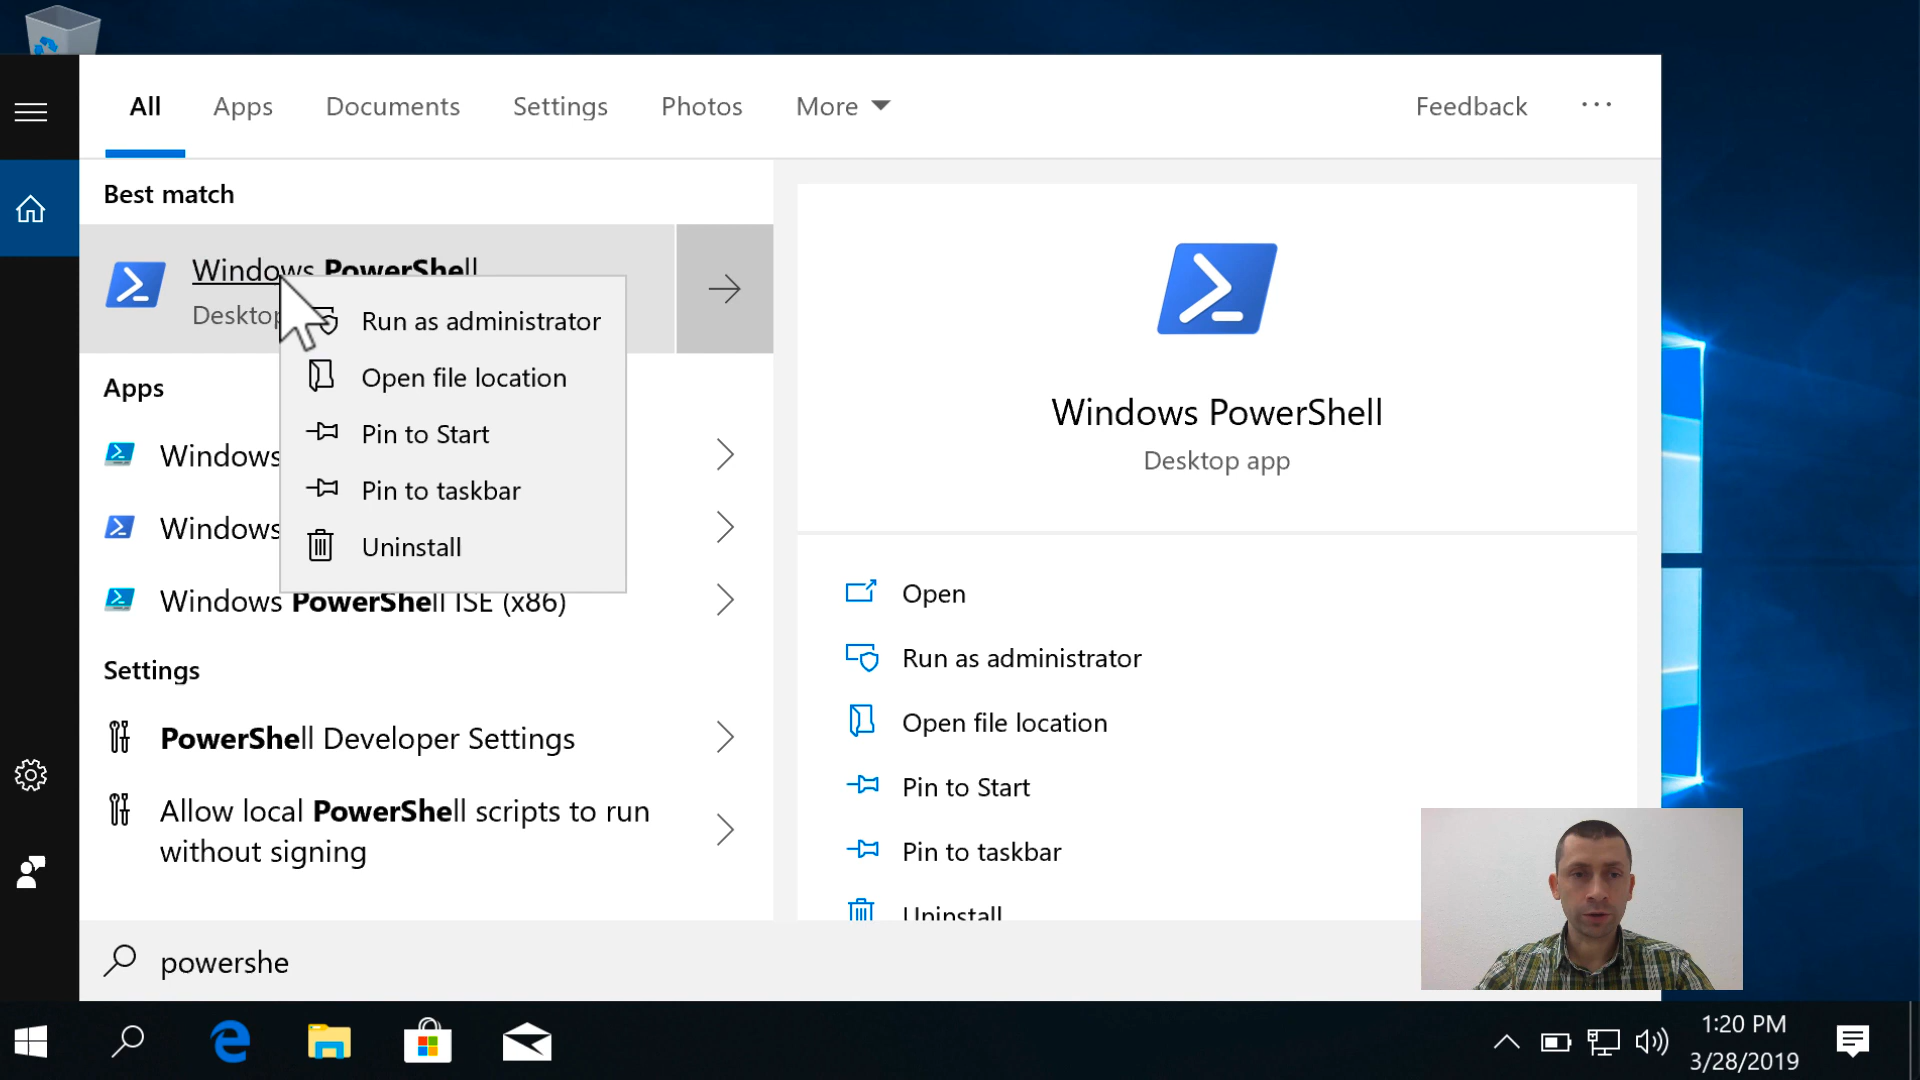 All Apps Documents Settings Photos More Feedback
Best match
Windows PowerShell
Desktop
Run as administrator
Open file location
Pin to Start
Pin to taskbar
Uninstall
Apps
Windows
Windows
Windows PowerShell ISE (x86)
Settings
PowerShell Developer Settings
Allow local PowerShell scripts to run
without signing
Windows PowerShell
Desktop app
Open
Run as administrator
Open file location
Pin to Start
Pin to taskbar
Uninstall
powershe
1:20 PM
3/28/2019